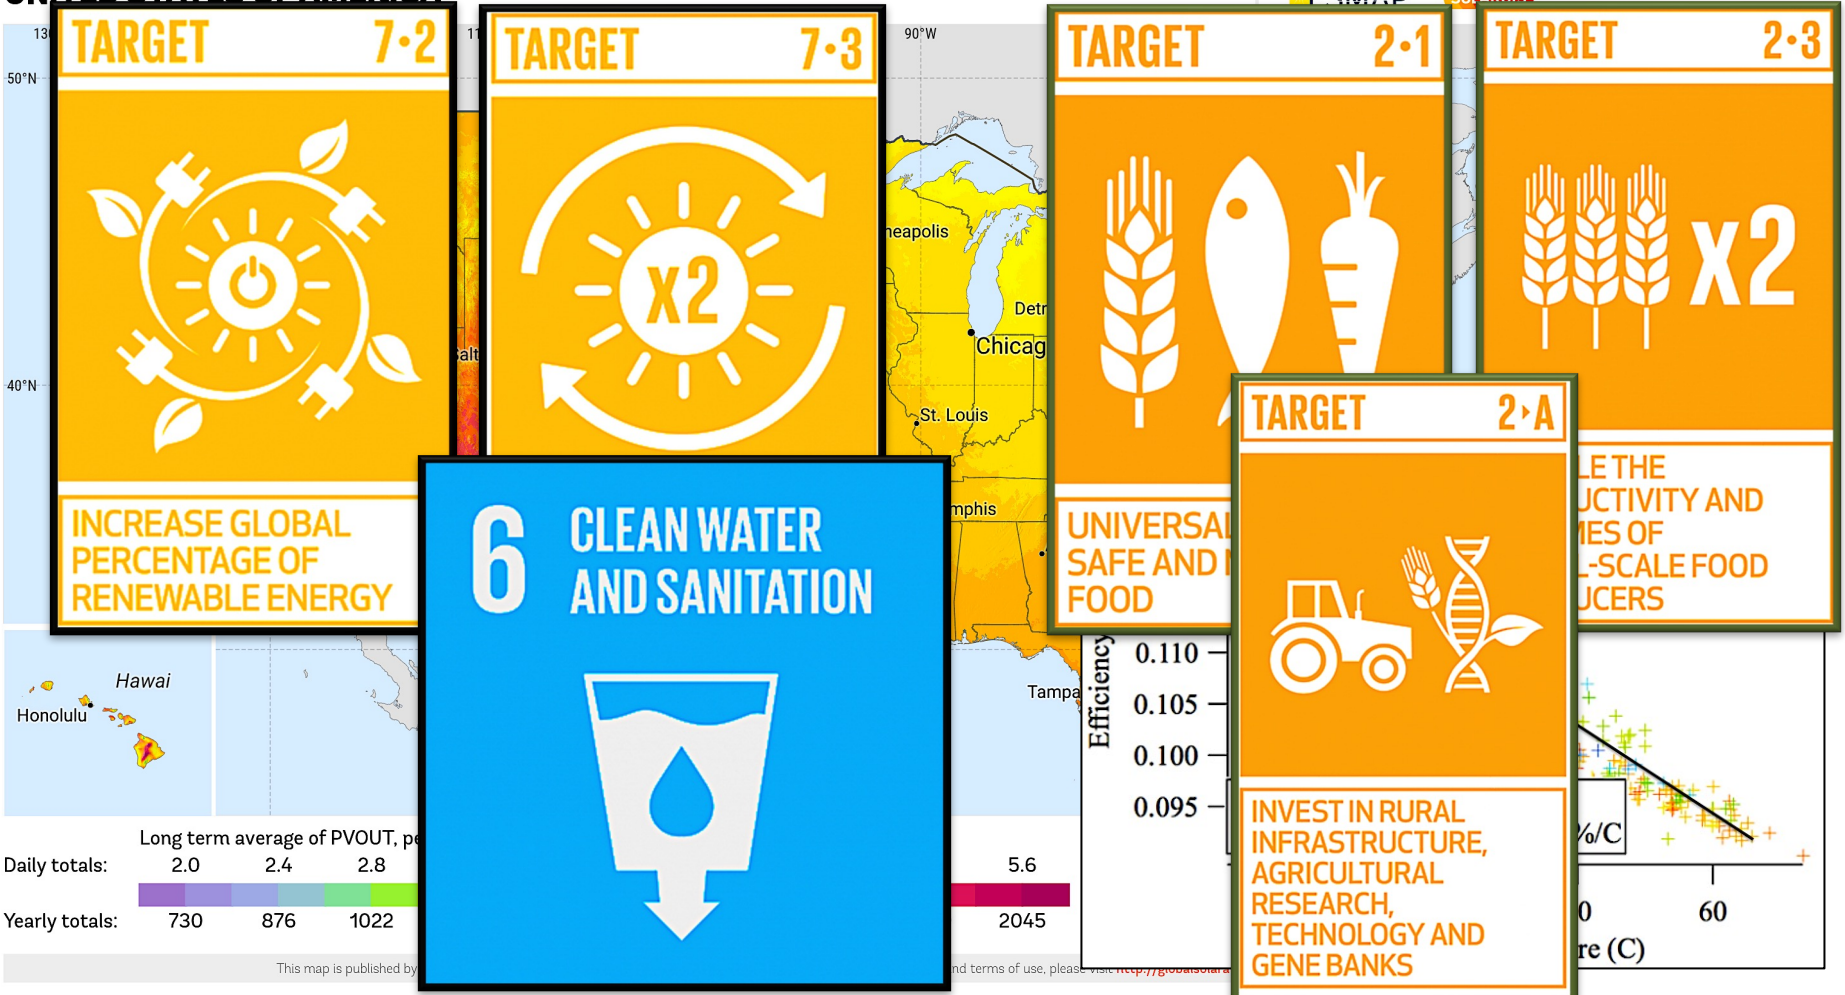 TARGET 7·2
INCREASE GLOBAL
PERCENTAGE OF
RENEWABLE ENERGY
TARGET 7·3
x2
6 CLEAN WATER
AND SANITATION
TARGET 2·1
UNIVERSAL
SAFE AND
FOOD
TARGET 2·3
x2
LE THE
UCTIVITY AND
MES OF
-SCALE FOOD
UCERS
TARGET 2·A
INVEST IN RURAL
INFRASTRUCTURE,
AGRICULTURAL
RESEARCH,
TECHNOLOGY AND
GENE BANKS
90°W
50°N
40°N
neapolis
Detr
Chicag
St. Louis
mphis
Tampa
Salt
Hawai
Honolulu
Long term average of PVOUT, pe
Daily totals: 2.0 2.4 2.8 5.6
Yearly totals: 730 876 1022 2045
This map is published by
nd terms of use, please visit http://globalsolara
Efficiency
0.110
0.105
0.100
0.095
%/C
0 60
re (C)